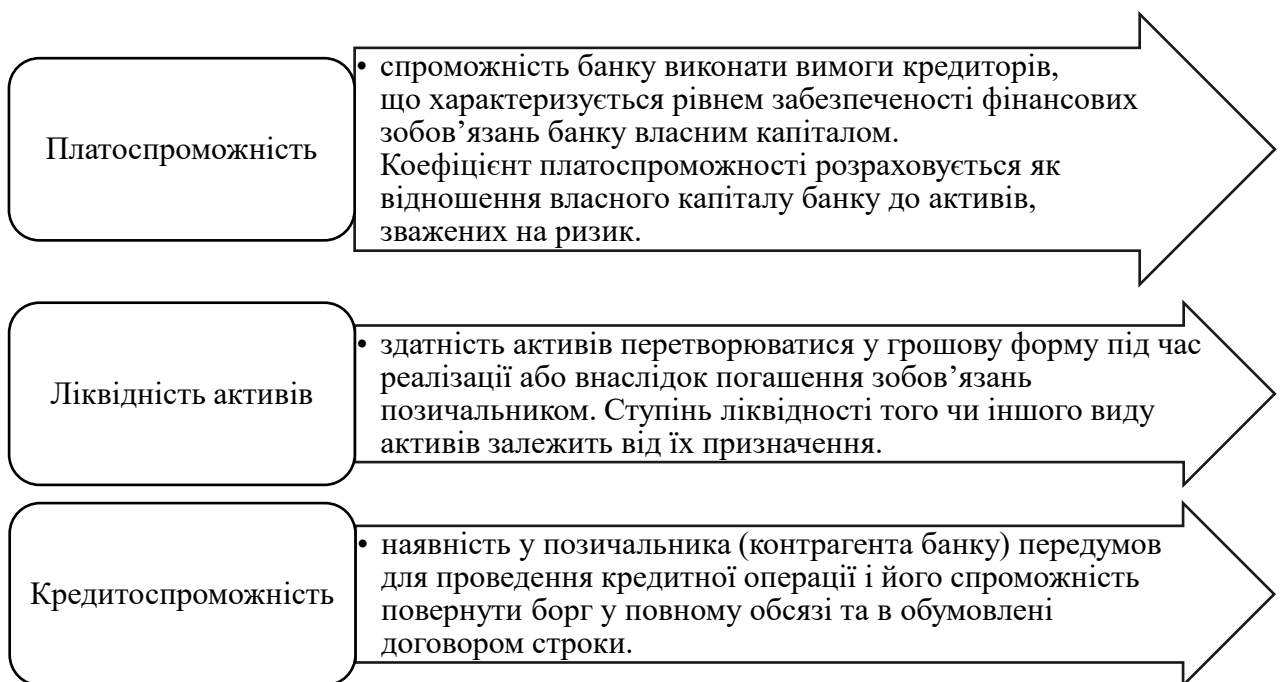 Платоспроможність
• спроможність банку виконати вимоги кредиторів,
що характеризується рівнем забезпеченості фінансових
зобов’язань банку власним капіталом.
Коефіцієнт платоспроможності розраховується як
відношення власного капіталу банку до активів,
зважених на ризик.
Ліквідність активів
• здатність активів перетворюватися у грошову форму під час
реалізації або внаслідок погашення зобов’язань
позичальником. Ступінь ліквідності того чи іншого виду
активів залежить від їх призначення.
Кредитоспроможність
• наявність у позичальника (контрагента банку) передумов
для проведення кредитної операції і його спроможність
повернути борг у повному обсязі та в обумовлені
договором строки.